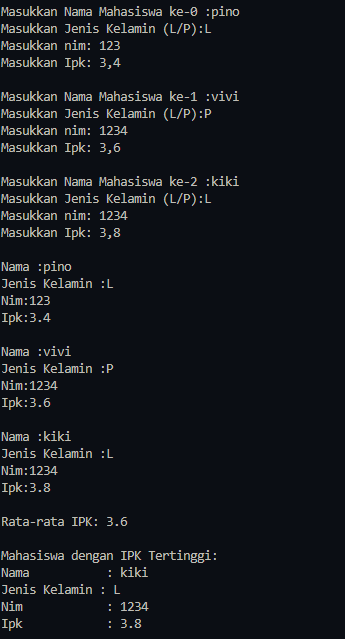 Masukkan Nama Mahasiswa ke-0 :pino
Masukkan Jenis Kelamin (L/P):L
Masukkan nim: 123
Masukkan Ipk: 3,4
Masukkan Nama Mahasiswa ke-1 :vivi
Masukkan Jenis Kelamin (L/P):P
Masukkan nim: 1234
Masukkan Ipk: 3,6
Masukkan Nama Mahasiswa ke-2 :kiki
Masukkan Jenis Kelamin (L/P):L
Masukkan nim: 1234
Masukkan Ipk: 3,8
Nama :pino
Jenis Kelamin :L
Nim:123
Ipk:3.4
Nama :vivi
Jenis Kelamin :P
Nim:1234
Ipk:3.6
Nama :kiki
Jenis Kelamin :L
Nim:1234
Ipk:3.8
Rata-rata IPK: 3.6
Mahasiswa dengan IPK Tertinggi:
Nama          : kiki
Jenis Kelamin : L
Nim           : 1234
Ipk           : 3.8